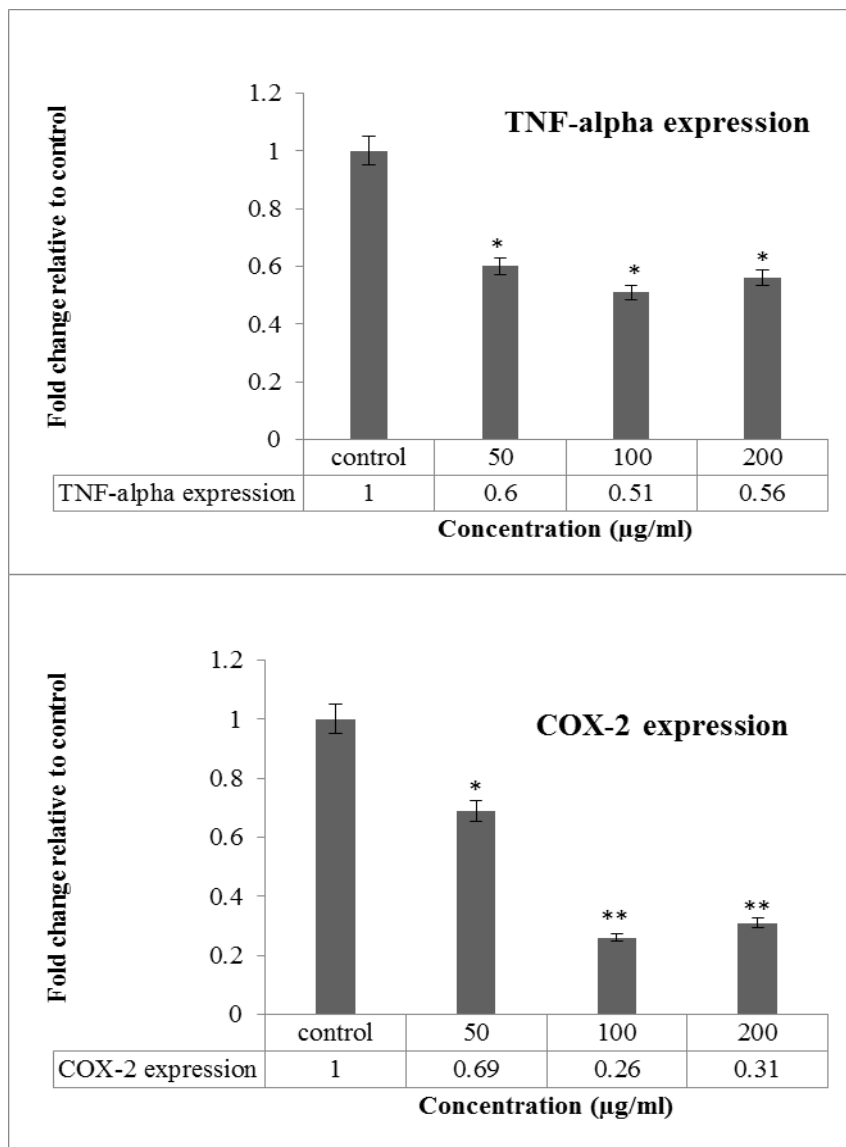 TNF-alpha expression
Fold change relative to control
1.2
1
0.8
0.6
0.4
0.2
0
*
*
*
control 50 100 200
TNF-alpha expression 1 0.6 0.51 0.56
Concentration (µg/ml)
COX-2 expression
Fold change relative to control
1.2
1
0.8
0.6
0.4
0.2
0
*
**
**
control 50 100 200
COX-2 expression 1 0.69 0.26 0.31
Concentration (µg/ml)